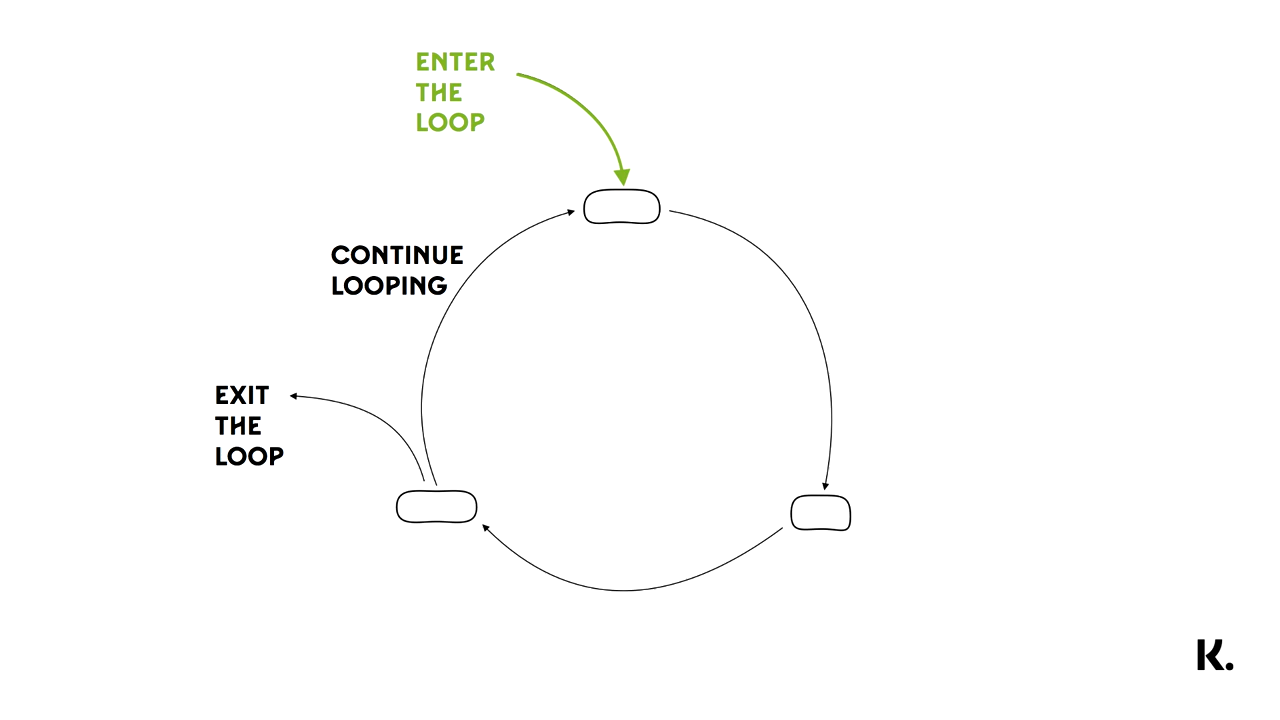 ENTER
THE
LOOP
CONTINUE
LOOPING
EXIT
THE
LOOP
K.